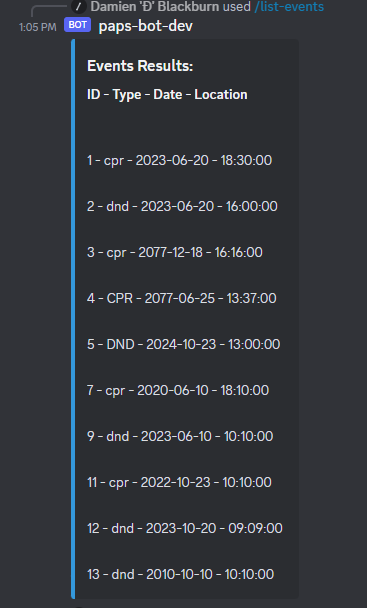 Damien 'Đ' Blackburn used /list-events
1:05 PM BOT paps-bot-dev
Events Results:
ID - Type - Date - Location
1 - cpr - 2023-06-20 - 18:30:00
2 - dnd - 2023-06-20 - 16:00:00
3 - cpr - 2077-12-18 - 16:16:00
4 - CPR - 2077-06-25 - 13:37:00
5 - DND - 2024-10-23 - 13:00:00
7 - cpr - 2020-06-10 - 18:10:00
9 - dnd - 2023-06-10 - 10:10:00
11 - cpr - 2022-10-23 - 10:10:00
12 - dnd - 2023-10-20 - 09:09:00
13 - dnd - 2010-10-10 - 10:10:00